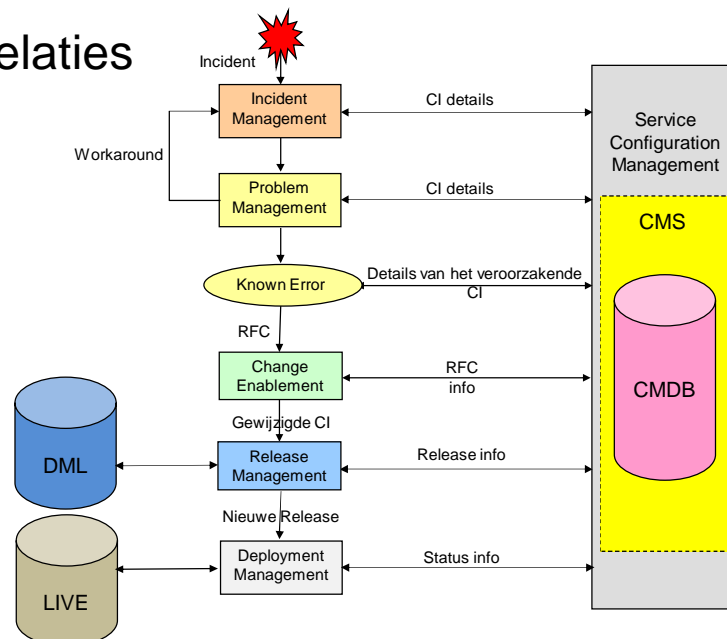 elaties
Incident
Incident
Management
CI details
Service
Configuration
Management
Workaround
Problem
Management
CI details
CMS
Known Error
Details van het veroorzakende
CI
RFC
Change
Enablement
RFC
info
CMDB
Gewijzigde CI
DML
Release
Management
Release info
Nieuwe Release
Deployment
Management
Status info
LIVE